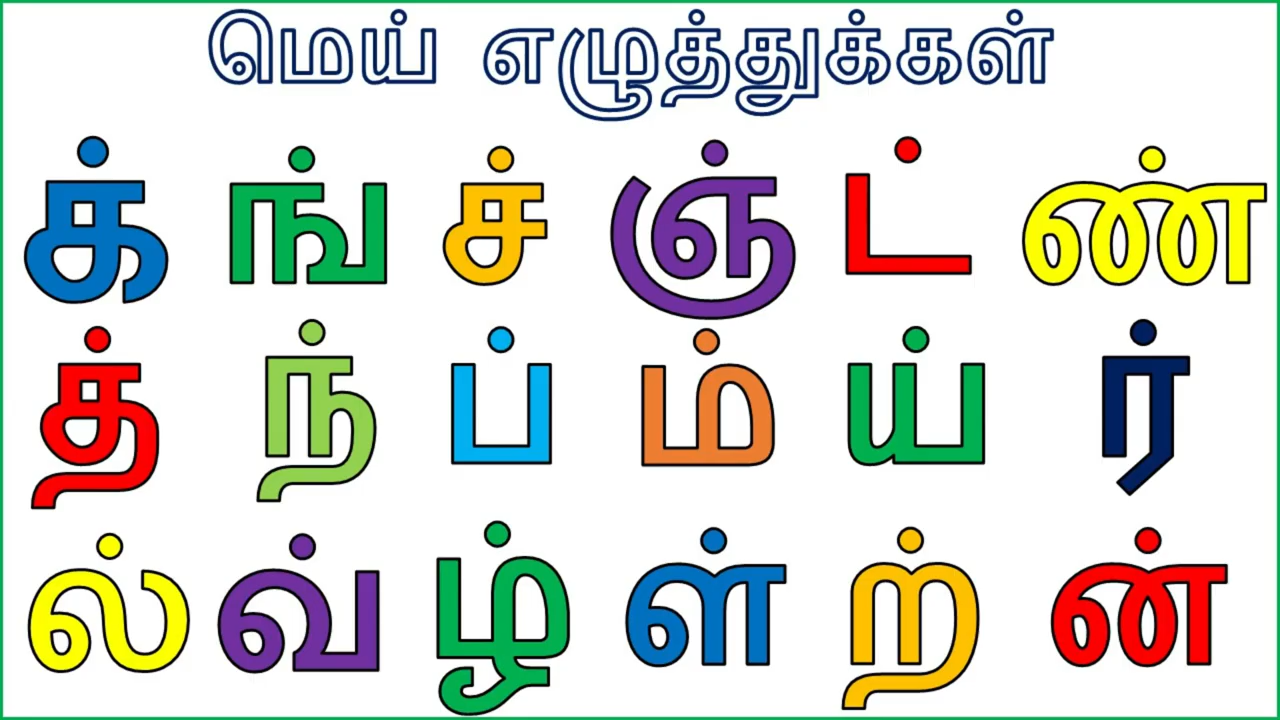 மெய் எழுத்துக்கள்
க் ங் ச் ஞ் ட் ண்
த் ந் ப் ம் ய் ர்
ல் வ் ழ் ள் ற் ன்